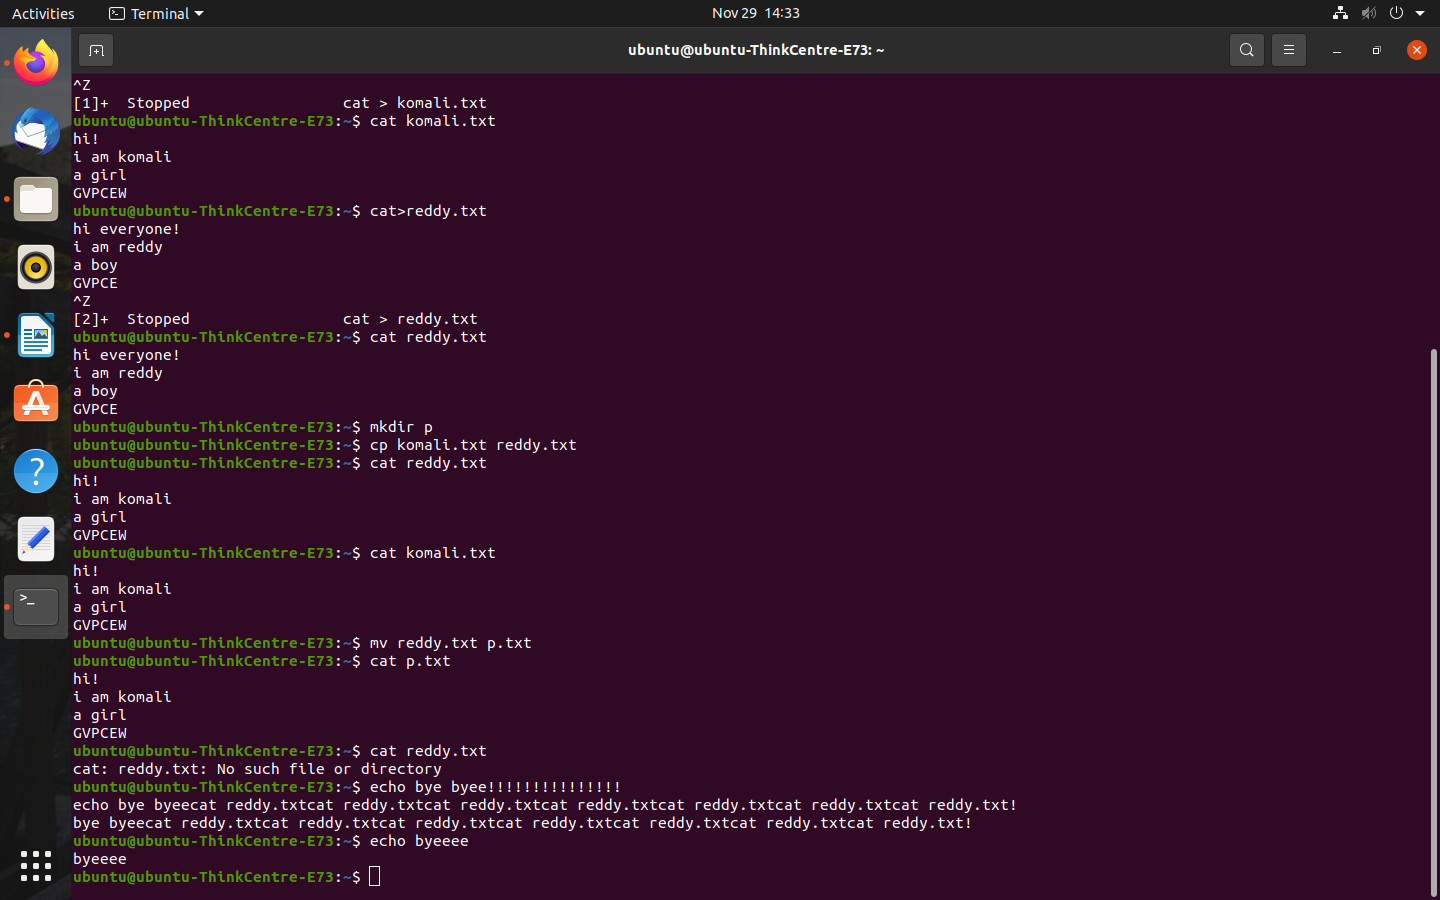 Activities
Terminal
Nov 29 14:33
ubuntu@ubuntu-ThinkCentre-E73: ~
^Z
[1]+  Stopped                 cat > komali.txt
ubuntu@ubuntu-ThinkCentre-E73:~$ cat komali.txt
hi!
i am komali
a girl
GVPCEW
ubuntu@ubuntu-ThinkCentre-E73:~$ cat>reddy.txt
hi everyone!
i am reddy
a boy
GVPCE
^Z
[2]+  Stopped                 cat > reddy.txt
ubuntu@ubuntu-ThinkCentre-E73:~$ cat reddy.txt
hi everyone!
i am reddy
a boy
GVPCE
ubuntu@ubuntu-ThinkCentre-E73:~$ mkdir p
ubuntu@ubuntu-ThinkCentre-E73:~$ cp komali.txt reddy.txt
ubuntu@ubuntu-ThinkCentre-E73:~$ cat reddy.txt
hi!
i am komali
a girl
GVPCEW
ubuntu@ubuntu-ThinkCentre-E73:~$ cat komali.txt
hi!
i am komali
a girl
GVPCEW
ubuntu@ubuntu-ThinkCentre-E73:~$ mv reddy.txt p.txt
ubuntu@ubuntu-ThinkCentre-E73:~$ cat p.txt
hi!
i am komali
a girl
GVPCEW
ubuntu@ubuntu-ThinkCentre-E73:~$ cat reddy.txt
cat: reddy.txt: No such file or directory
ubuntu@ubuntu-ThinkCentre-E73:~$ echo bye byee!!!!!!!!!!!!!!!
echo bye byeecat reddy.txtcat reddy.txtcat reddy.txtcat reddy.txtcat reddy.txtcat reddy.txtcat reddy.txt!
bye byeecat reddy.txtcat reddy.txtcat reddy.txtcat reddy.txtcat reddy.txtcat reddy.txtcat reddy.txt!
ubuntu@ubuntu-ThinkCentre-E73:~$ echo byeeee
byeeee
ubuntu@ubuntu-ThinkCentre-E73:~$